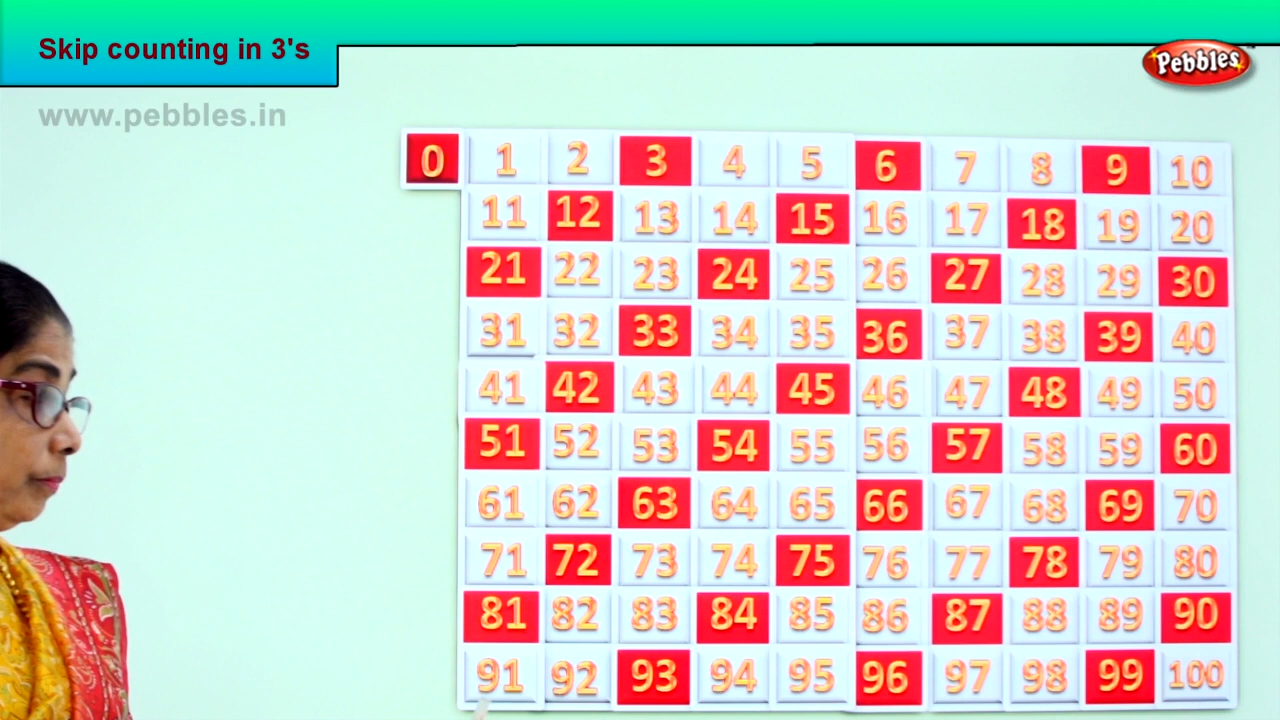 Skip counting in 3's
Pebbles
www.pebbles.in
0 1 2 3 4 5 6 7 8 9 10
11 12 13 14 15 16 17 18 19 20
21 22 23 24 25 26 27 28 29 30
31 32 33 34 35 36 37 38 39 40
41 42 43 44 45 46 47 48 49 50
51 52 53 54 55 56 57 58 59 60
61 62 63 64 65 66 67 68 69 70
71 72 73 74 75 76 77 78 79 80
81 82 83 84 85 86 87 88 89 90
91 92 93 94 95 96 97 98 99 100